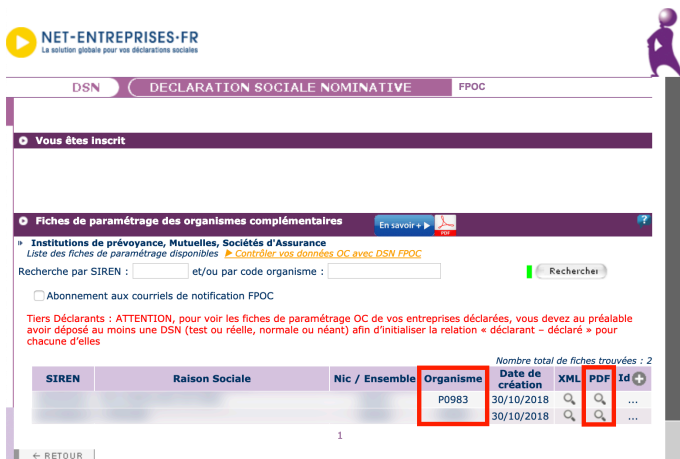 NET-ENTREPRISES·FR
La solution globale pour vos déclarations sociales
DSN DECLARATION SOCIALE NOMINATIVE FPOC
Vous êtes inscrit
Fiches de paramétrage des organismes complémentaires En savoir + PDF ?
Institutions de prévoyance, Mutuelles, Sociétés d'Assurance
Liste des fiches de paramétrage disponibles Contrôler vos données OC avec DSN FPOC
Recherche par SIREN : et/ou par code organisme : Rechercher
Abonnement aux courriels de notification FPOC
Tiers Déclarants : ATTENTION, pour voir les fiches de paramétrage OC de vos entreprises déclarées, vous devez au préalable
avoir déposé au moins une DSN (test ou réelle, normale ou néant) afin d'initialiser la relation « déclarant – déclaré » pour
chacune d'elles
Nombre total de fiches trouvées : 2
SIREN Raison Sociale Nic / Ensemble Organisme Date de création XML PDF Id
P0983 30/10/2018 ...
30/10/2018 ...
1
← RETOUR